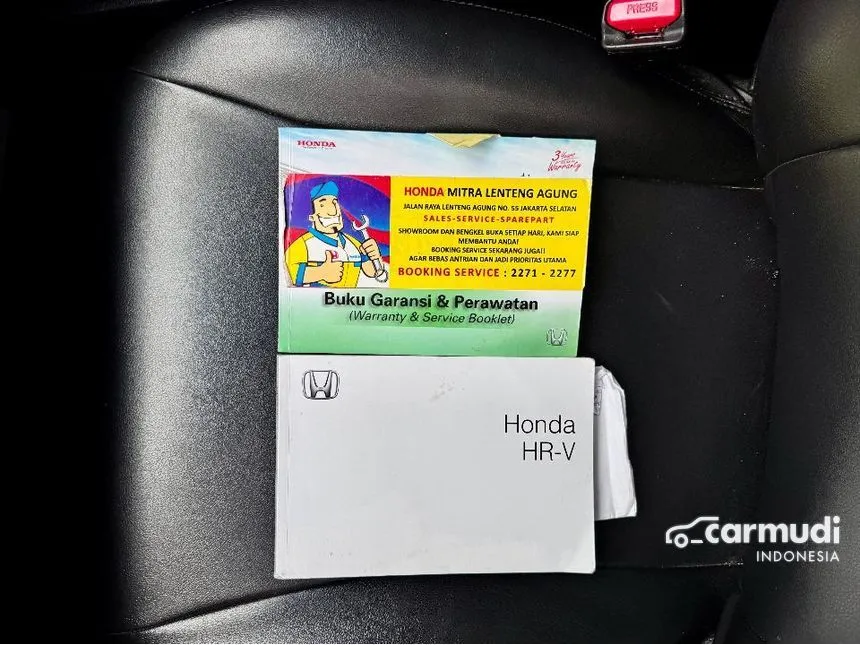 PRESS
HONDA
3 Years
Warranty
HONDA MITRA LENTENG AGUNG
JALAN RAYA LENTENG AGUNG NO. 55 JAKARTA SELATAN
SALES-SERVICE-SPAREPART
SHOWROOM DAN BENGKEL BUKA SETIAP HARI, KAMI SIAP
MEMBANTU ANDA!
BOOKING SERVICE SEKARANG JUGA!!
AGAR BEBAS ANTRIAN DAN JADI PRIORITAS UTAMA
BOOKING SERVICE : 2271 - 2277
Buku Garansi & Perawatan
(Warranty & Service Booklet)
Honda
HR-V
carmudi
INDONESIA